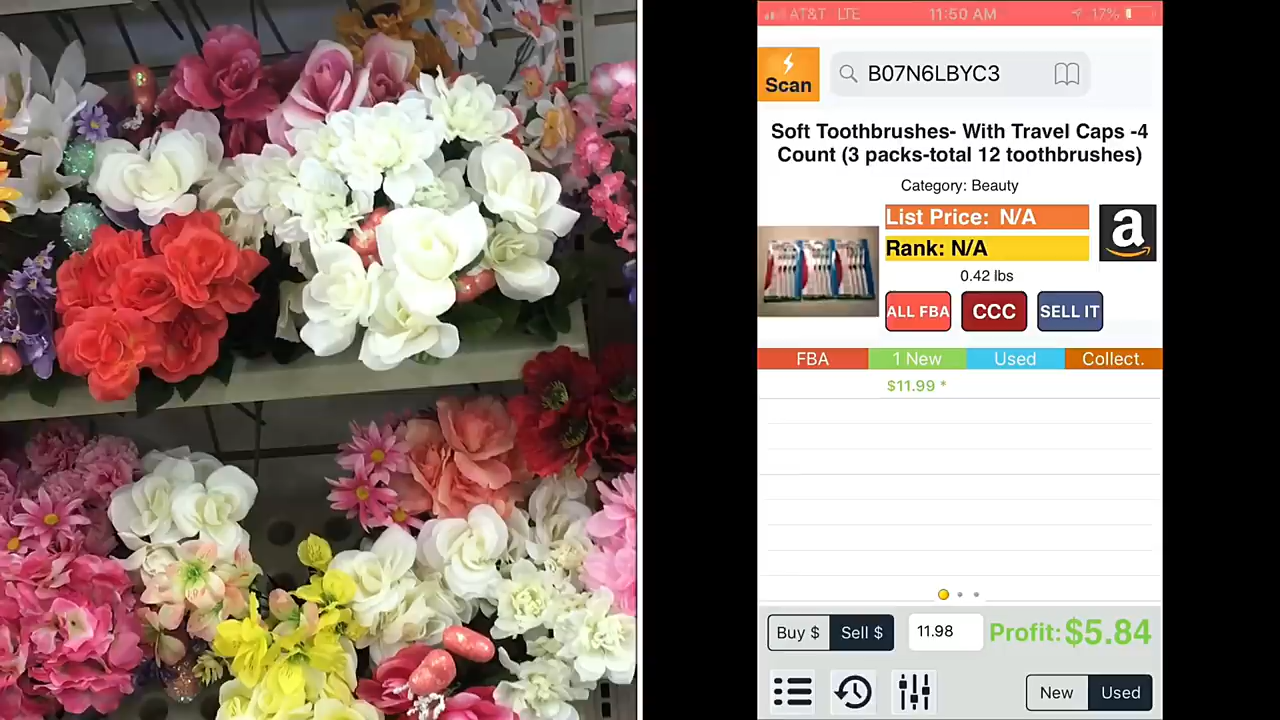 AT&T LTE 11:50 AM 17%
Scan B07N6LBYC3
Soft Toothbrushes- With Travel Caps -4
Count (3 packs-total 12 toothbrushes)
Category: Beauty
List Price: N/A
Rank: N/A
a
0.42 lbs
ALL FBA CCC SELL IT
FBA 1 New Used Collect.
$11.99 *
Buy $ Sell $ 11.98 Profit: $5.84
New Used